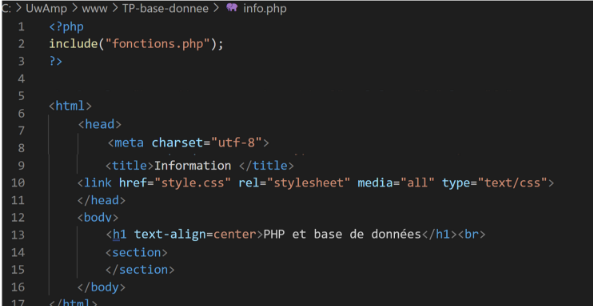 C: > UwAmp > www > TP-base-donnee > info.php
1 <?php
2 include("fonctions.php");
3 ?>
4
5
6 <html>
7 <head>
8 <meta charset="utf-8">
9 <title>Information </title>
10 <link href="style.css" rel="stylesheet" media="all" type="text/css">
11 </head>
12 <body>
13 <h1 text-align=center>PHP et base de données</h1><br>
14 <section>
15 </section>
16 </body>
17 </html>